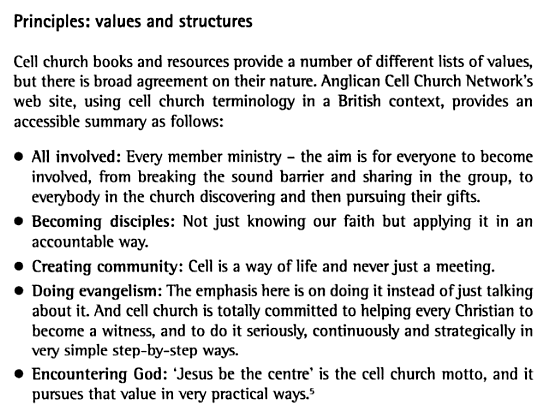 Principles: values and structures
Cell church books and resources provide a number of different lists of values,
but there is broad agreement on their nature. Anglican Cell Church Network's
web site, using cell church terminology in a British context, provides an
accessible summary as follows:
● All involved: Every member ministry – the aim is for everyone to become
involved, from breaking the sound barrier and sharing in the group, to
everybody in the church discovering and then pursuing their gifts.
● Becoming disciples: Not just knowing our faith but applying it in an
accountable way.
● Creating community: Cell is a way of life and never just a meeting.
● Doing evangelism: The emphasis here is on doing it instead of just talking
about it. And cell church is totally committed to helping every Christian to
become a witness, and to do it seriously, continuously and strategically in
very simple step-by-step ways.
● Encountering God: 'Jesus be the centre' is the cell church motto, and it
pursues that value in very practical ways.⁵